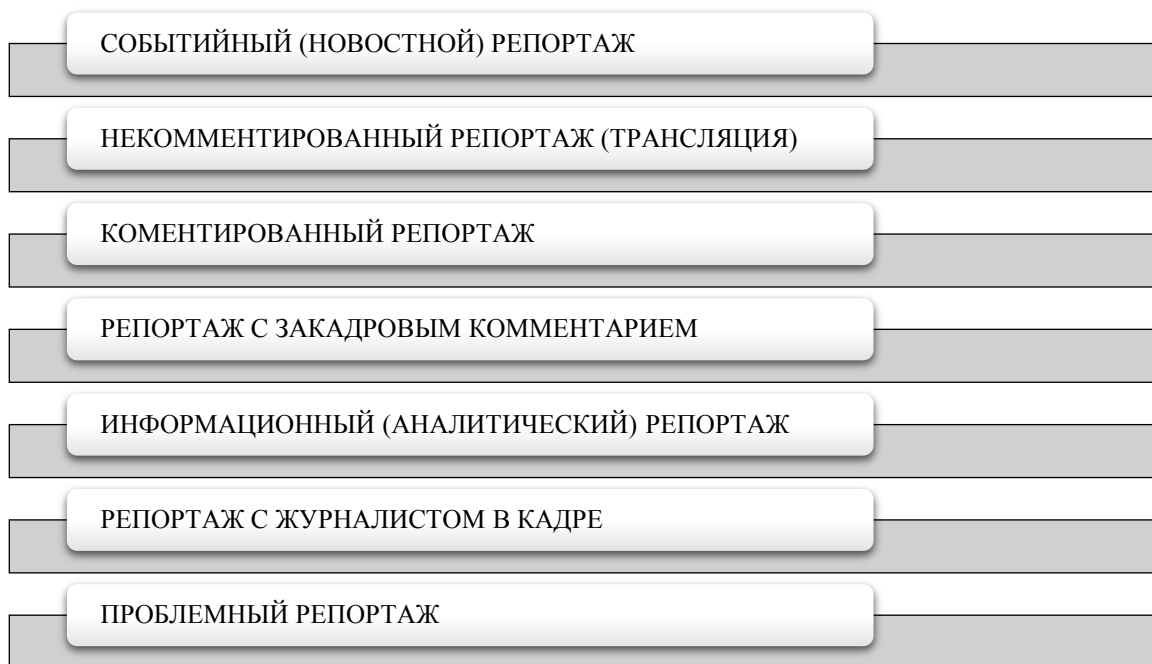 СОБЫТИЙНЫЙ (НОВОСТНОЙ) РЕПОРТАЖ
НЕКОММЕНТИРОВАННЫЙ РЕПОРТАЖ (ТРАНСЛЯЦИЯ)
КОМЕНТИРОВАННЫЙ РЕПОРТАЖ
РЕПОРТАЖ С ЗАКАДРОВЫМ КОММЕНТАРИЕМ
ИНФОРМАЦИОННЫЙ (АНАЛИТИЧЕСКИЙ) РЕПОРТАЖ
РЕПОРТАЖ С ЖУРНАЛИСТОМ В КАДРЕ
ПРОБЛЕМНЫЙ РЕПОРТАЖ